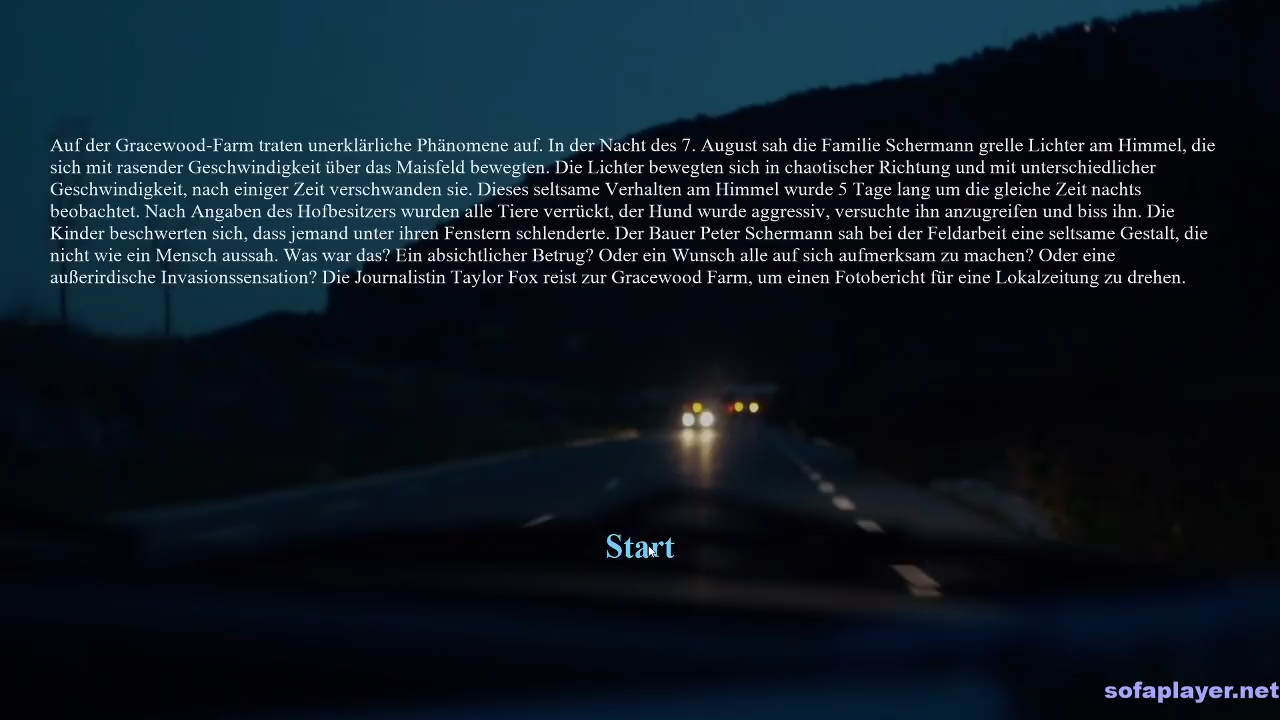 Auf der Gracewood-Farm traten unerklärliche Phänomene auf. In der Nacht des 7. August sah die Familie Schermann grelle Lichter am Himmel, die
sich mit rasender Geschwindigkeit über das Maisfeld bewegten. Die Lichter bewegten sich in chaotischer Richtung und mit unterschiedlicher
Geschwindigkeit, nach einiger Zeit verschwanden sie. Dieses seltsame Verhalten am Himmel wurde 5 Tage lang um die gleiche Zeit nachts
beobachtet. Nach Angaben des Hofbesitzers wurden alle Tiere verrückt, der Hund wurde aggressiv, versuchte ihn anzugreifen und biss ihn. Die
Kinder beschwerten sich, dass jemand unter ihren Fenstern schlenderte. Der Bauer Peter Schermann sah bei der Feldarbeit eine seltsame Gestalt, die
nicht wie ein Mensch aussah. Was war das? Ein absichtlicher Betrug? Oder ein Wunsch alle auf sich aufmerksam zu machen? Oder eine
außerirdische Invasionssensation? Die Journalistin Taylor Fox reist zur Gracewood Farm, um einen Fotobericht für eine Lokalzeitung zu drehen.
Start
sofaplayer.net